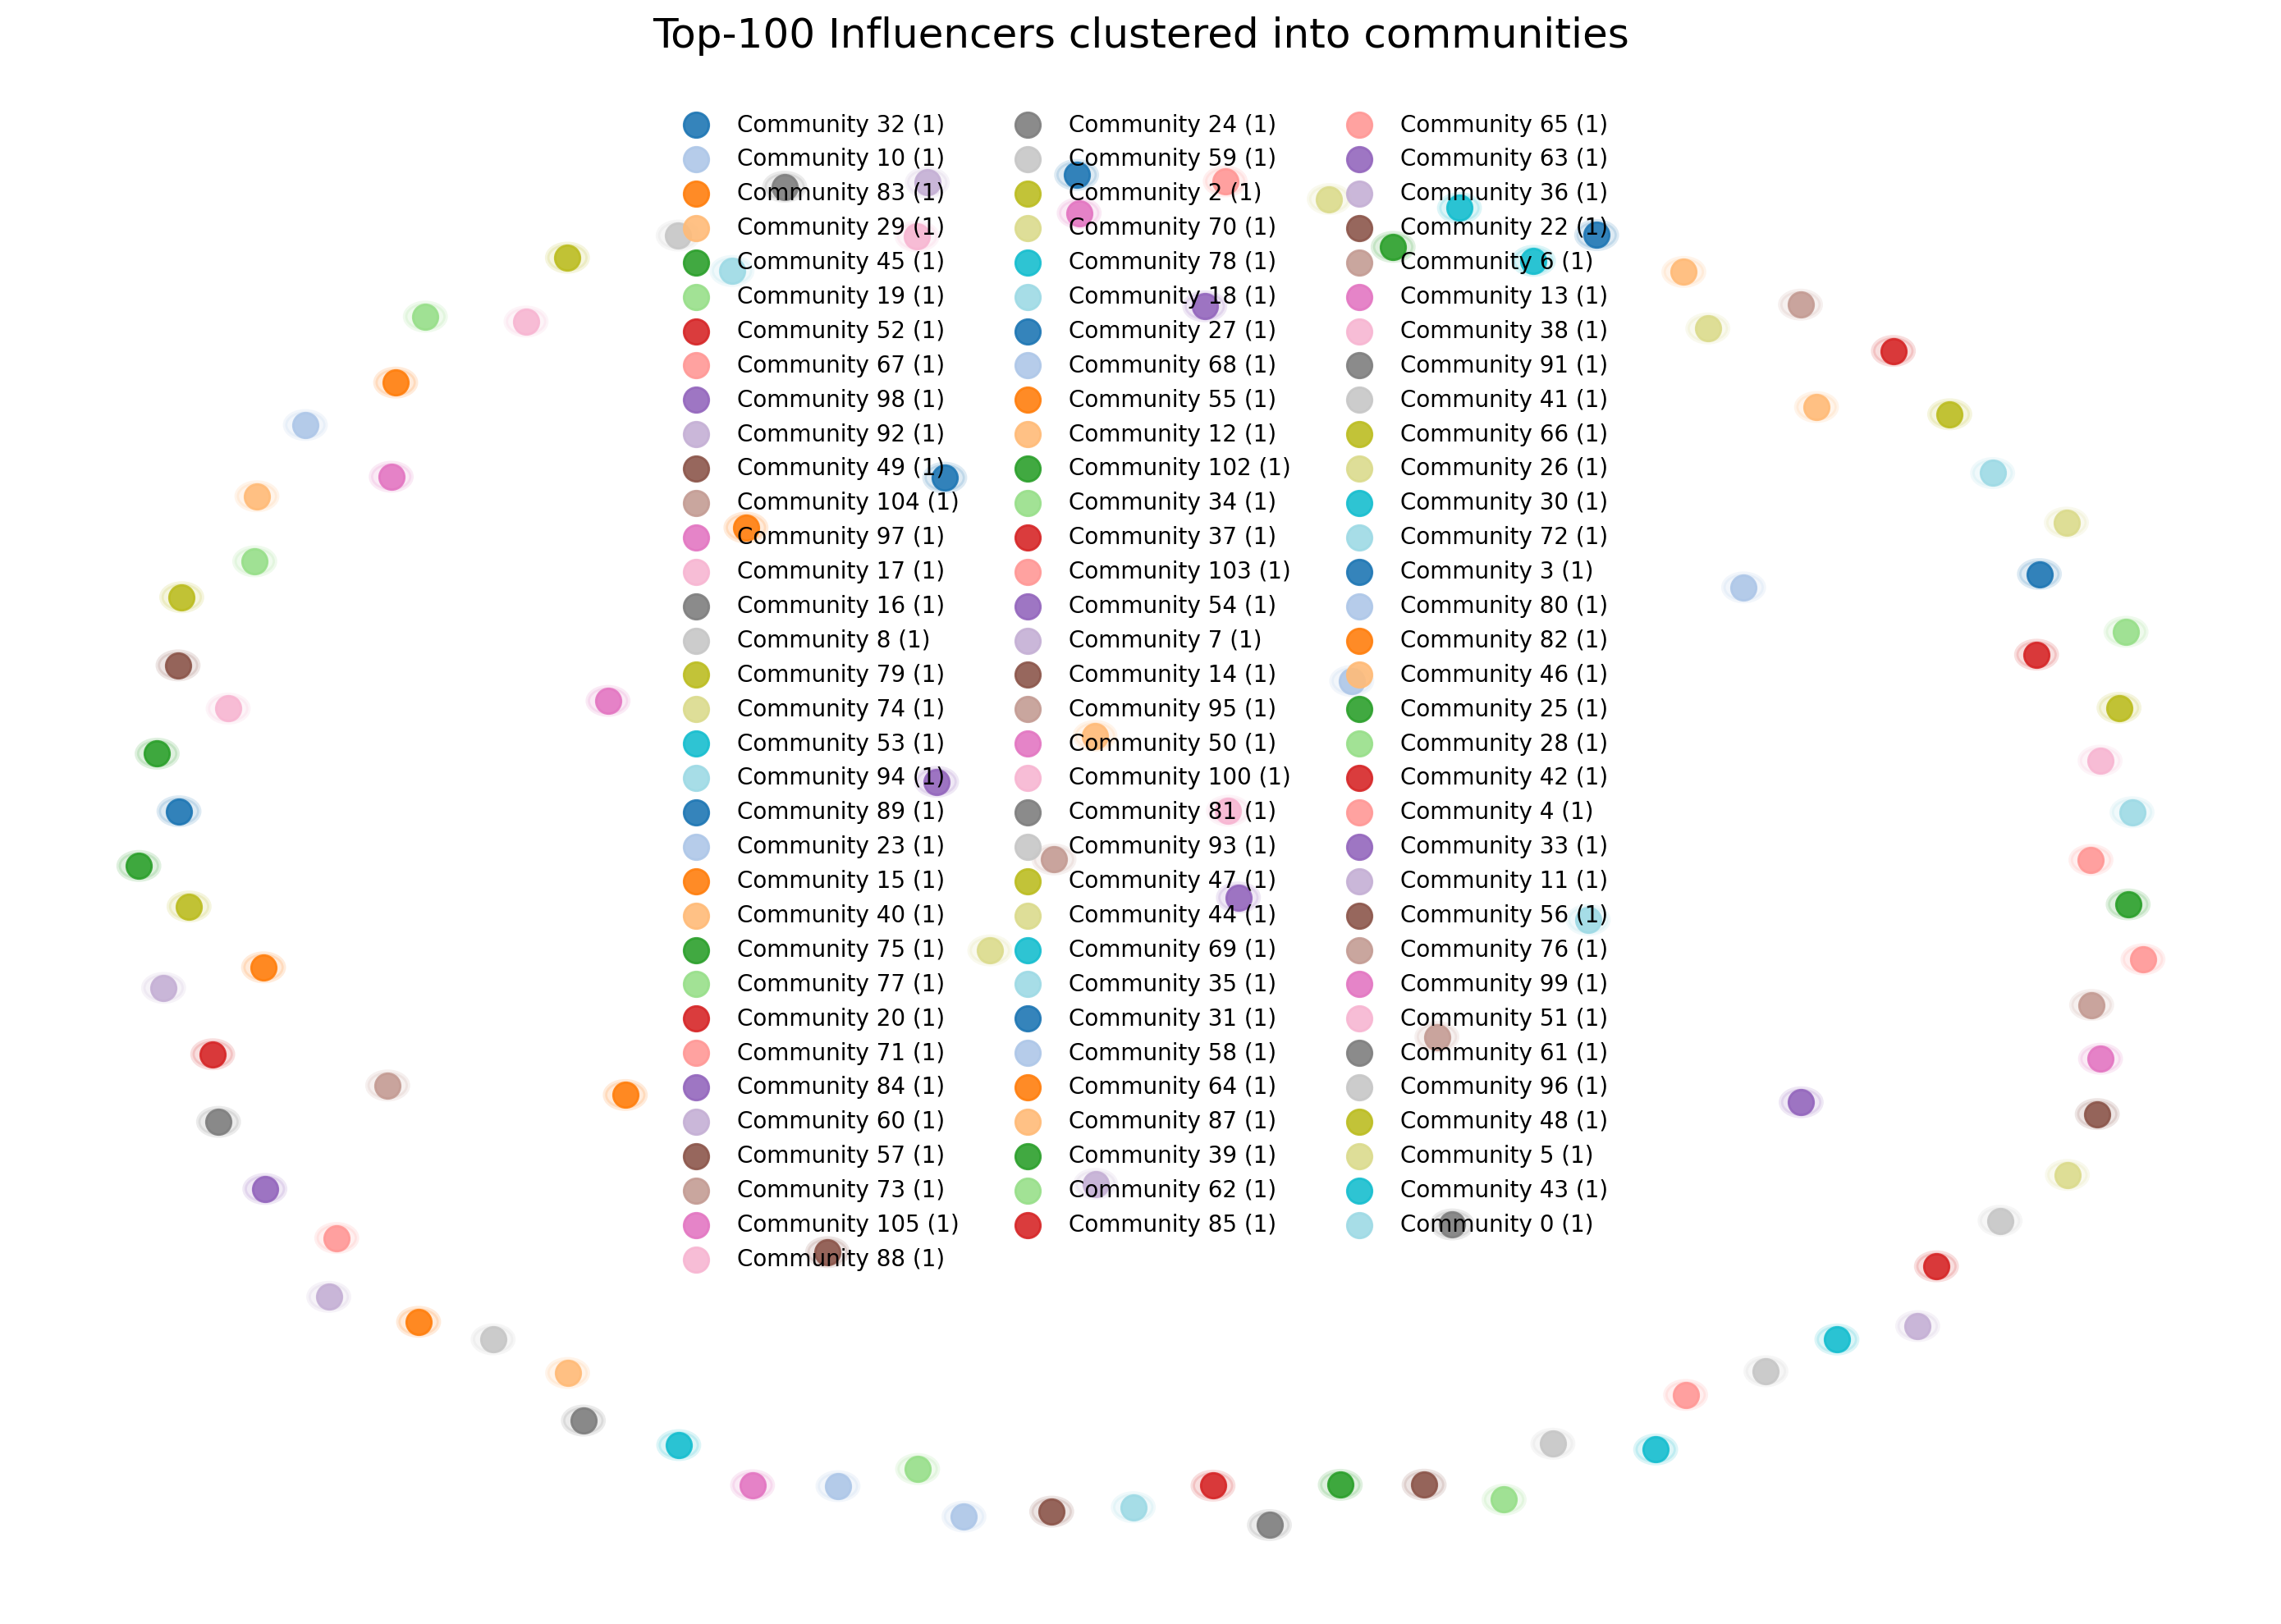 Top-100 Influencers clustered into communities
Community 32 (1)
Community 10 (1)
Community 83 (1)
Community 29 (1)
Community 45 (1)
Community 19 (1)
Community 52 (1)
Community 67 (1)
Community 98 (1)
Community 92 (1)
Community 49 (1)
Community 104 (1)
Community 97 (1)
Community 17 (1)
Community 16 (1)
Community 8 (1)
Community 79 (1)
Community 74 (1)
Community 53 (1)
Community 94 (1)
Community 89 (1)
Community 23 (1)
Community 15 (1)
Community 40 (1)
Community 75 (1)
Community 77 (1)
Community 20 (1)
Community 71 (1)
Community 84 (1)
Community 60 (1)
Community 57 (1)
Community 73 (1)
Community 105 (1)
Community 88 (1)
Community 24 (1)
Community 59 (1)
Community 2 (1)
Community 70 (1)
Community 78 (1)
Community 18 (1)
Community 27 (1)
Community 68 (1)
Community 55 (1)
Community 12 (1)
Community 102 (1)
Community 34 (1)
Community 37 (1)
Community 103 (1)
Community 54 (1)
Community 7 (1)
Community 14 (1)
Community 95 (1)
Community 50 (1)
Community 100 (1)
Community 81 (1)
Community 93 (1)
Community 47 (1)
Community 44 (1)
Community 69 (1)
Community 35 (1)
Community 31 (1)
Community 58 (1)
Community 64 (1)
Community 87 (1)
Community 39 (1)
Community 62 (1)
Community 85 (1)
Community 65 (1)
Community 63 (1)
Community 36 (1)
Community 22 (1)
Community 6 (1)
Community 13 (1)
Community 38 (1)
Community 91 (1)
Community 41 (1)
Community 66 (1)
Community 26 (1)
Community 30 (1)
Community 72 (1)
Community 3 (1)
Community 80 (1)
Community 82 (1)
Community 46 (1)
Community 25 (1)
Community 28 (1)
Community 42 (1)
Community 4 (1)
Community 33 (1)
Community 11 (1)
Community 56 (1)
Community 76 (1)
Community 99 (1)
Community 51 (1)
Community 61 (1)
Community 96 (1)
Community 48 (1)
Community 5 (1)
Community 43 (1)
Community 0 (1)